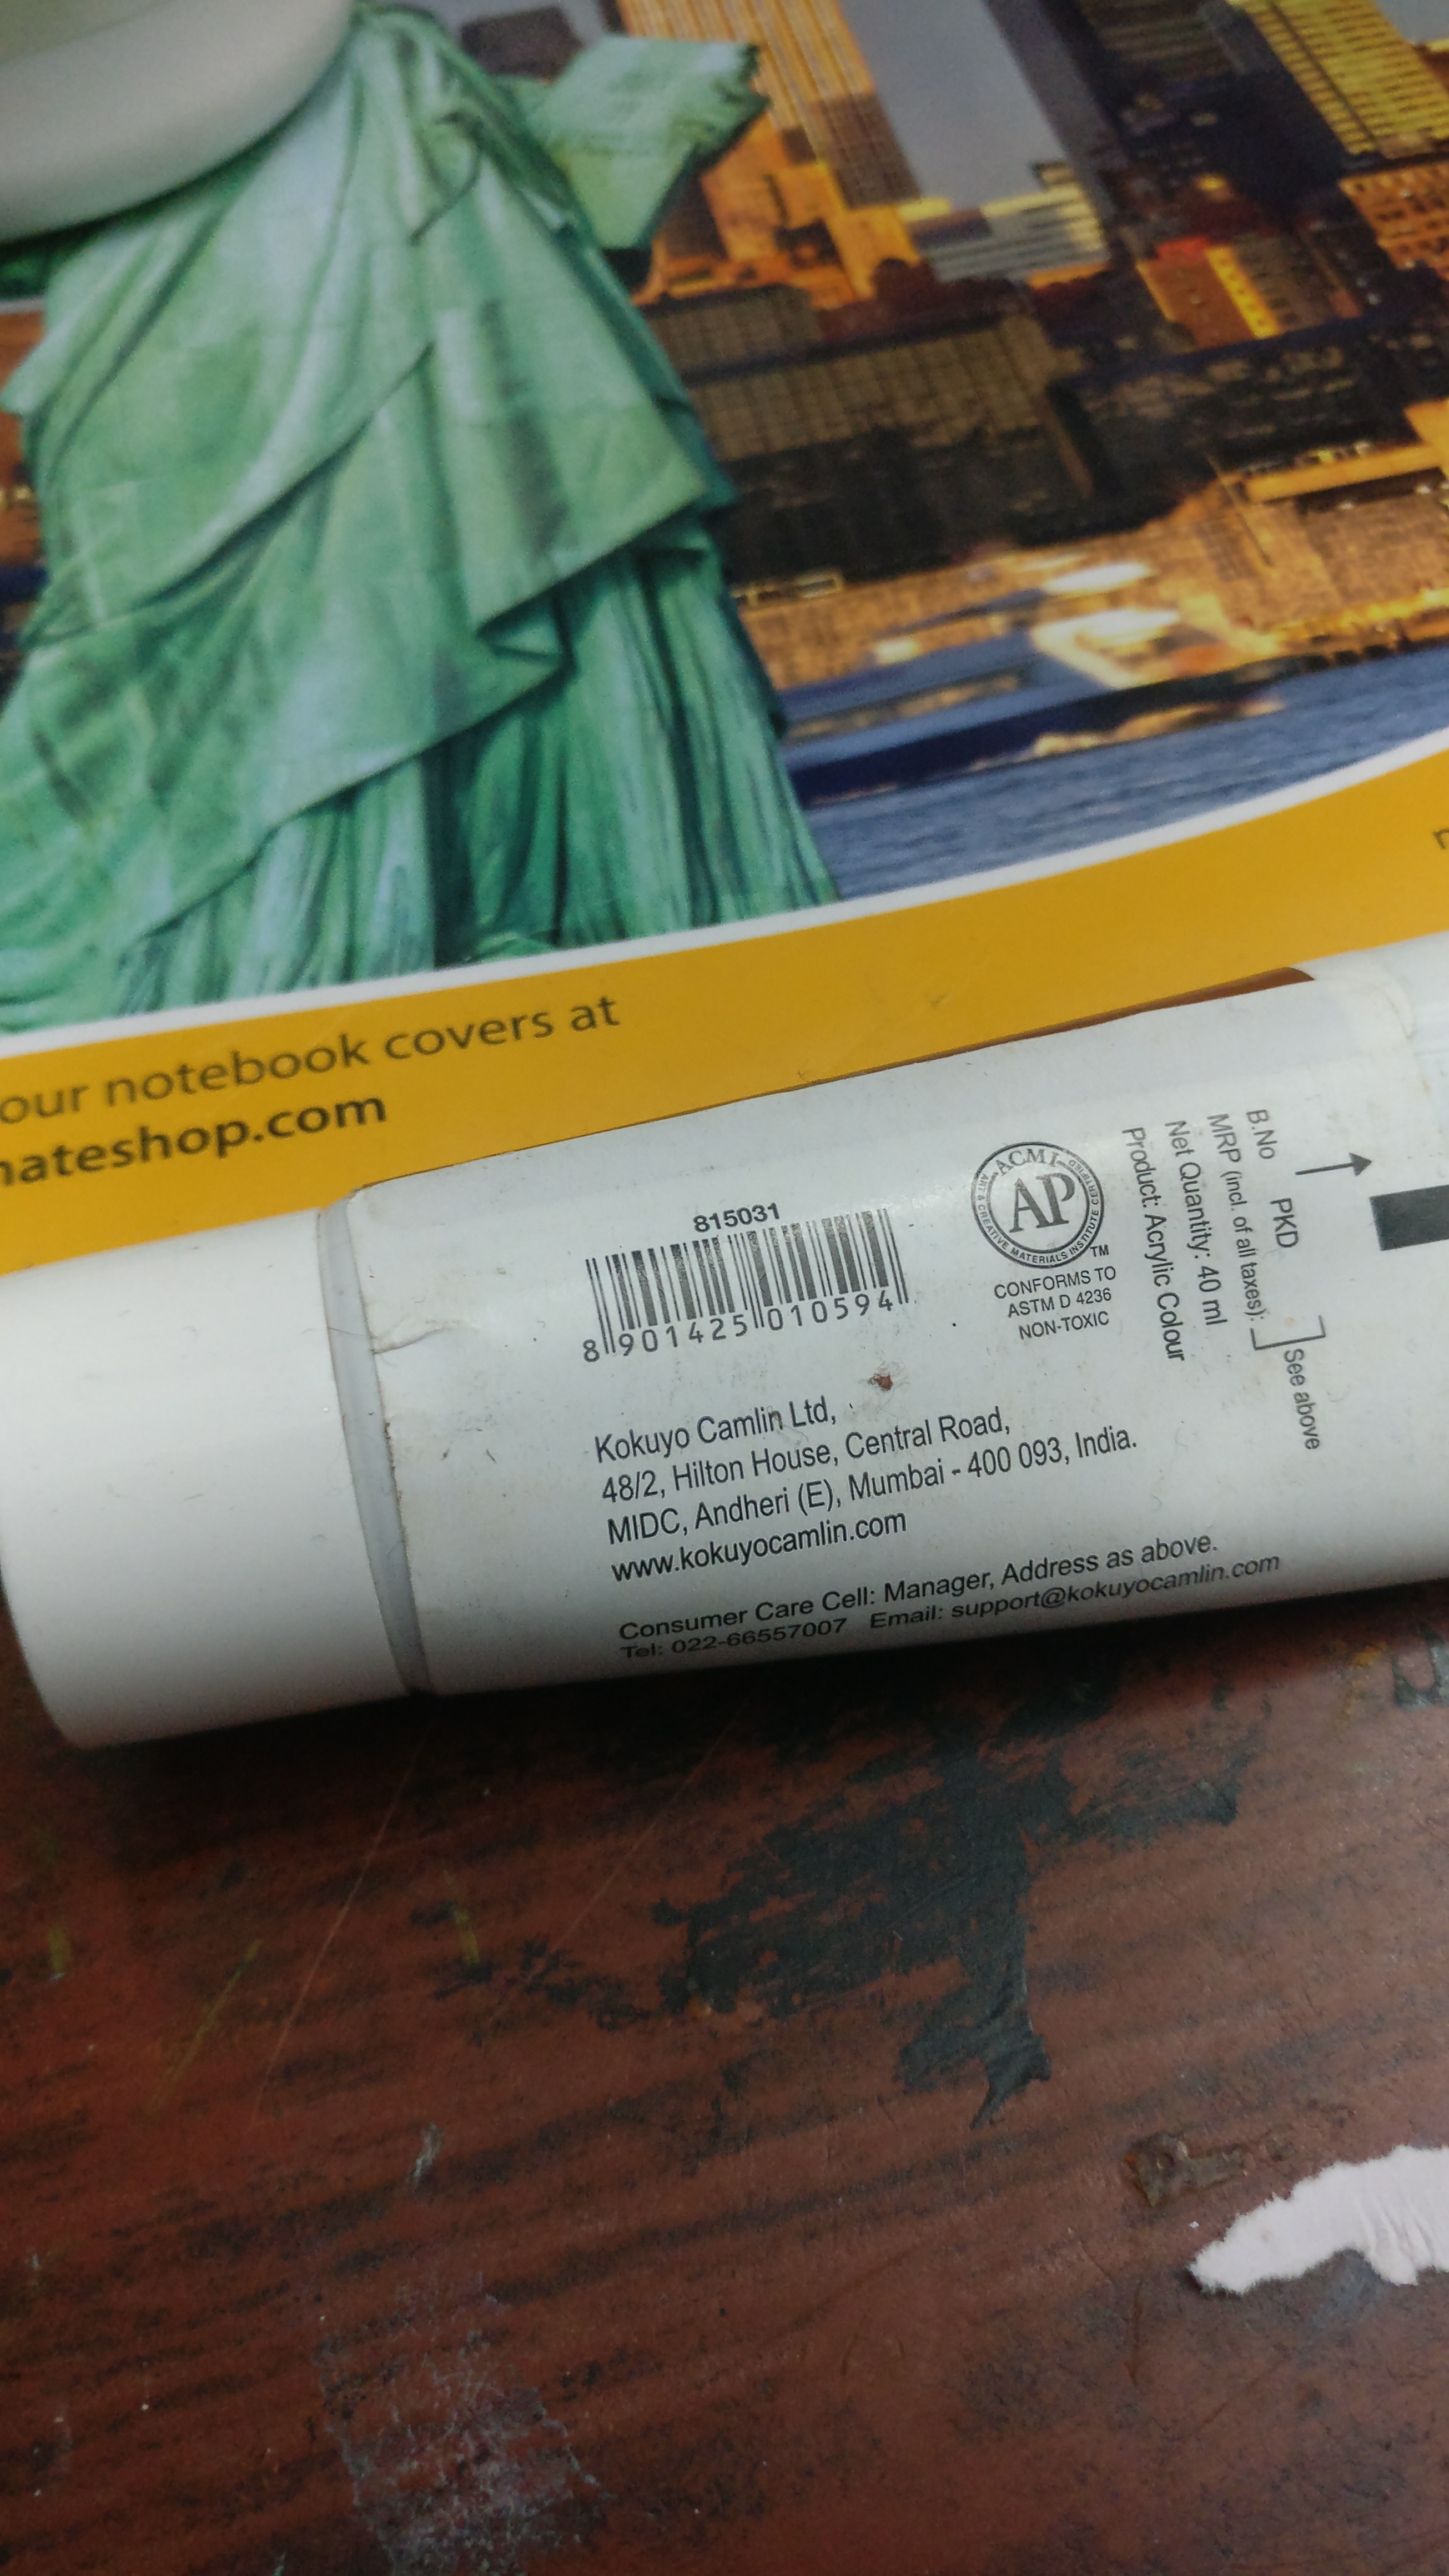 our notebook covers at
ateshop.com
815031
8 901425 010594
ACMI
AP
ART & CREATIVE MATERIALS INSTITUTE CERTIFIED
TM
CONFORMS TO
ASTM D 4236
NON-TOXIC
Product: Acrylic Colour
Net Quantity: 40 ml
MRP (incl. of all taxes):
B.No PKD
See above
Kokuyo Camlin Ltd,
48/2, Hilton House, Central Road,
MIDC, Andheri (E), Mumbai - 400 093, India.
www.kokuyocamlin.com
Consumer Care Cell: Manager, Address as above.
Tel: 022-66557007 Email: support@kokuyocamlin.com